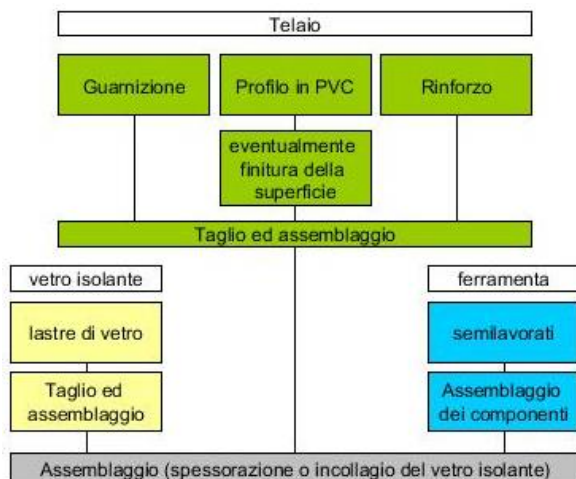 Telaio
Guarnizione
Profilo in PVC
Rinforzo
eventualmente
finitura della
superficie
Taglio ed assemblaggio
vetro isolante
ferramenta
lastre di vetro
semilavorati
Taglio ed
assemblaggio
Assemblaggio
dei componenti
Assemblaggio (spessorazione o incollagio del vetro isolante)